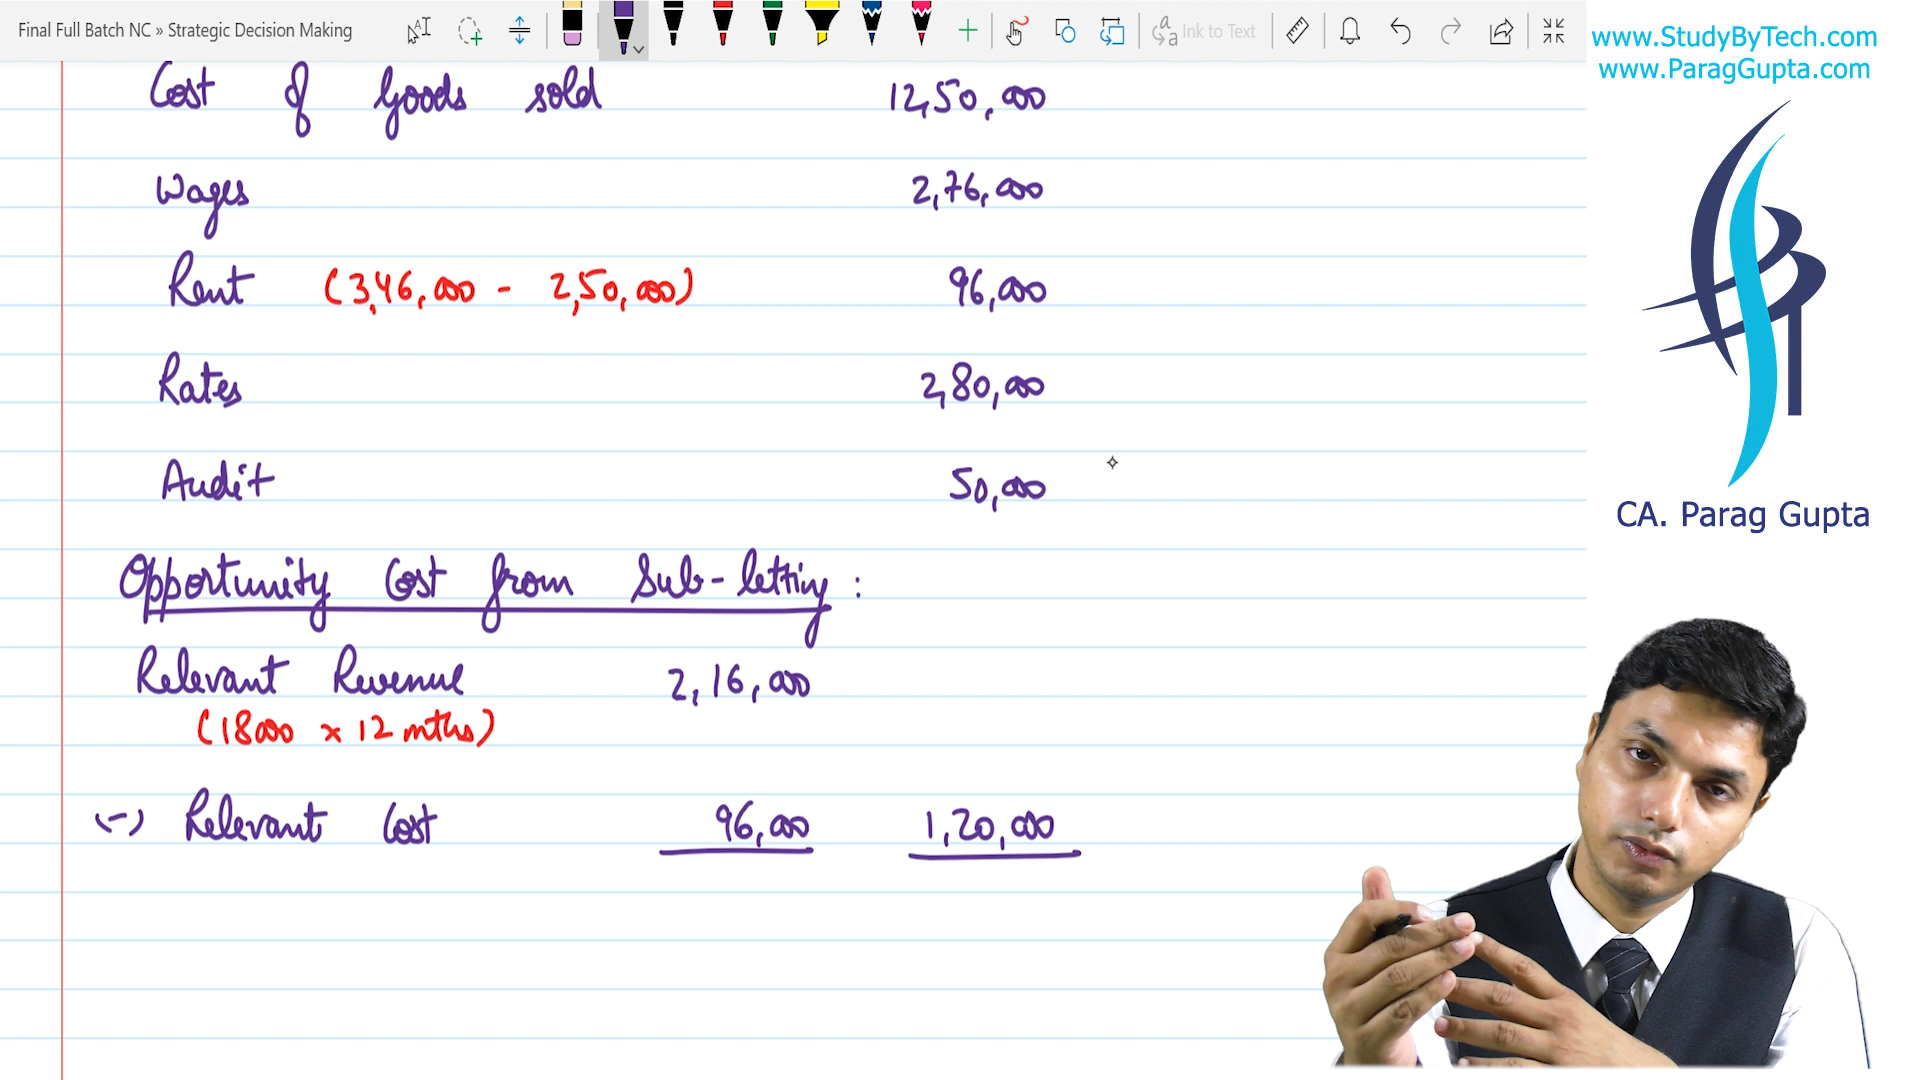 Final Full Batch NC » Strategic Decision Making
Ink to Text
www.StudyByTech.com
www.ParagGupta.com
Cost of Goods sold 12,50,000
Wages 2,76,000
Rent (3,46,000 - 2,50,000) 96,000
Rates 2,80,000
Audit 50,000
CA. Parag Gupta
Opportunity Cost from Sub-letting :
Relevant Revenue 2,16,000
(18000 x 12 mths)
(-) Relevant Cost 96,000 1,20,000